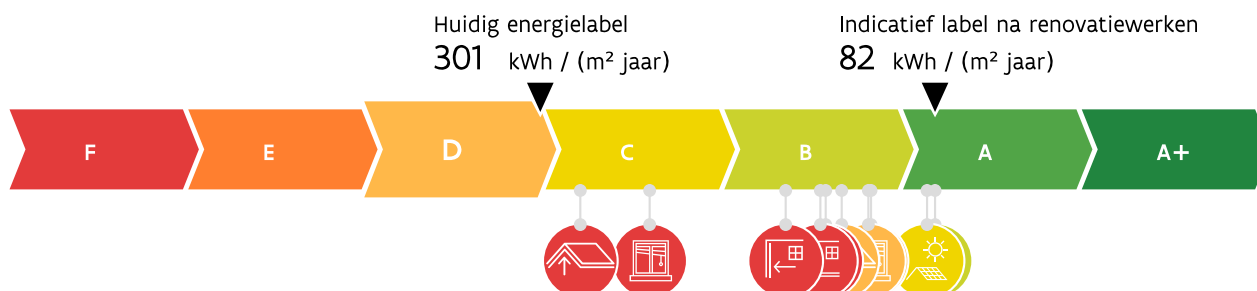 Huidig energielabel
301 kWh / (m² jaar)
Indicatief label na renovatiewerken
82 kWh / (m² jaar)
F E D C B A A+